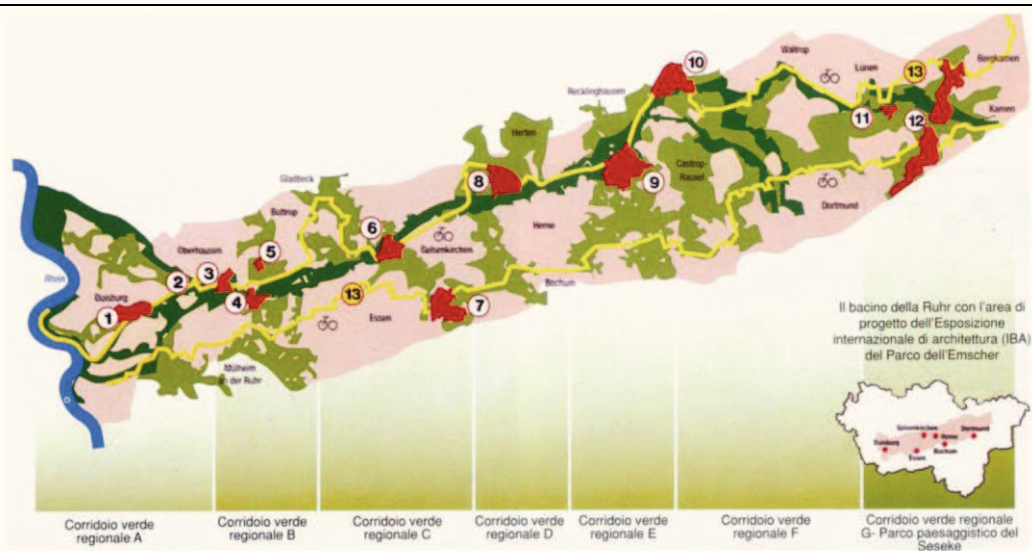 Bergkamen
Waltrop
Lünen
13
10
Recklinghausen
Kamen
11
12
Herten
Castrop-
Rauxel
Gladbeck
8
9
Dortmund
Bottrop
6
Gelsenkirchen
Herne
Oberhausen
5
3
2
Rhein
Duisburg
4
13
Bochum
1
Essen
7
Mülheim
an der Ruhr
Il bacino della Ruhr con l'area di
progetto dell'Esposizione
internazionale di architettura (IBA)
del Parco dell'Emscher
Gelsenkirchen
Herne
Dortmund
Duisburg
Essen
Bochum
Corridoio verde
regionale A
Corridoio verde
regionale B
Corridoio verde
regionale C
Corridoio verde
regionale D
Corridoio verde
regionale E
Corridoio verde
regionale F
Corridoio verde regionale
G- Parco paesaggistico del
Seseke